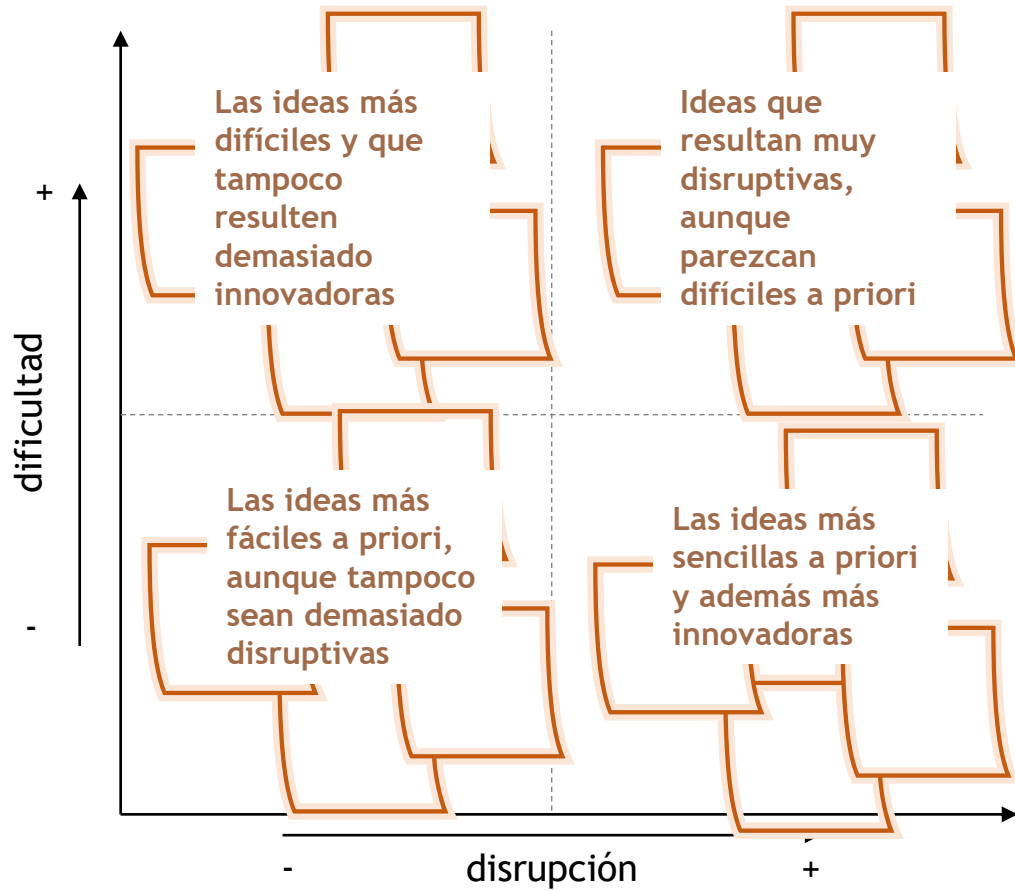 Las ideas más
difíciles y que
tampoco
resulten
demasiado
innovadoras
Ideas que
resultan muy
disruptivas,
aunque
parezcan
difíciles a priori
+
dificultad
-
Las ideas más
fáciles a priori,
aunque tampoco
sean demasiado
disruptivas
Las ideas más
sencillas a priori
y además más
innovadoras
-
disrupción
+